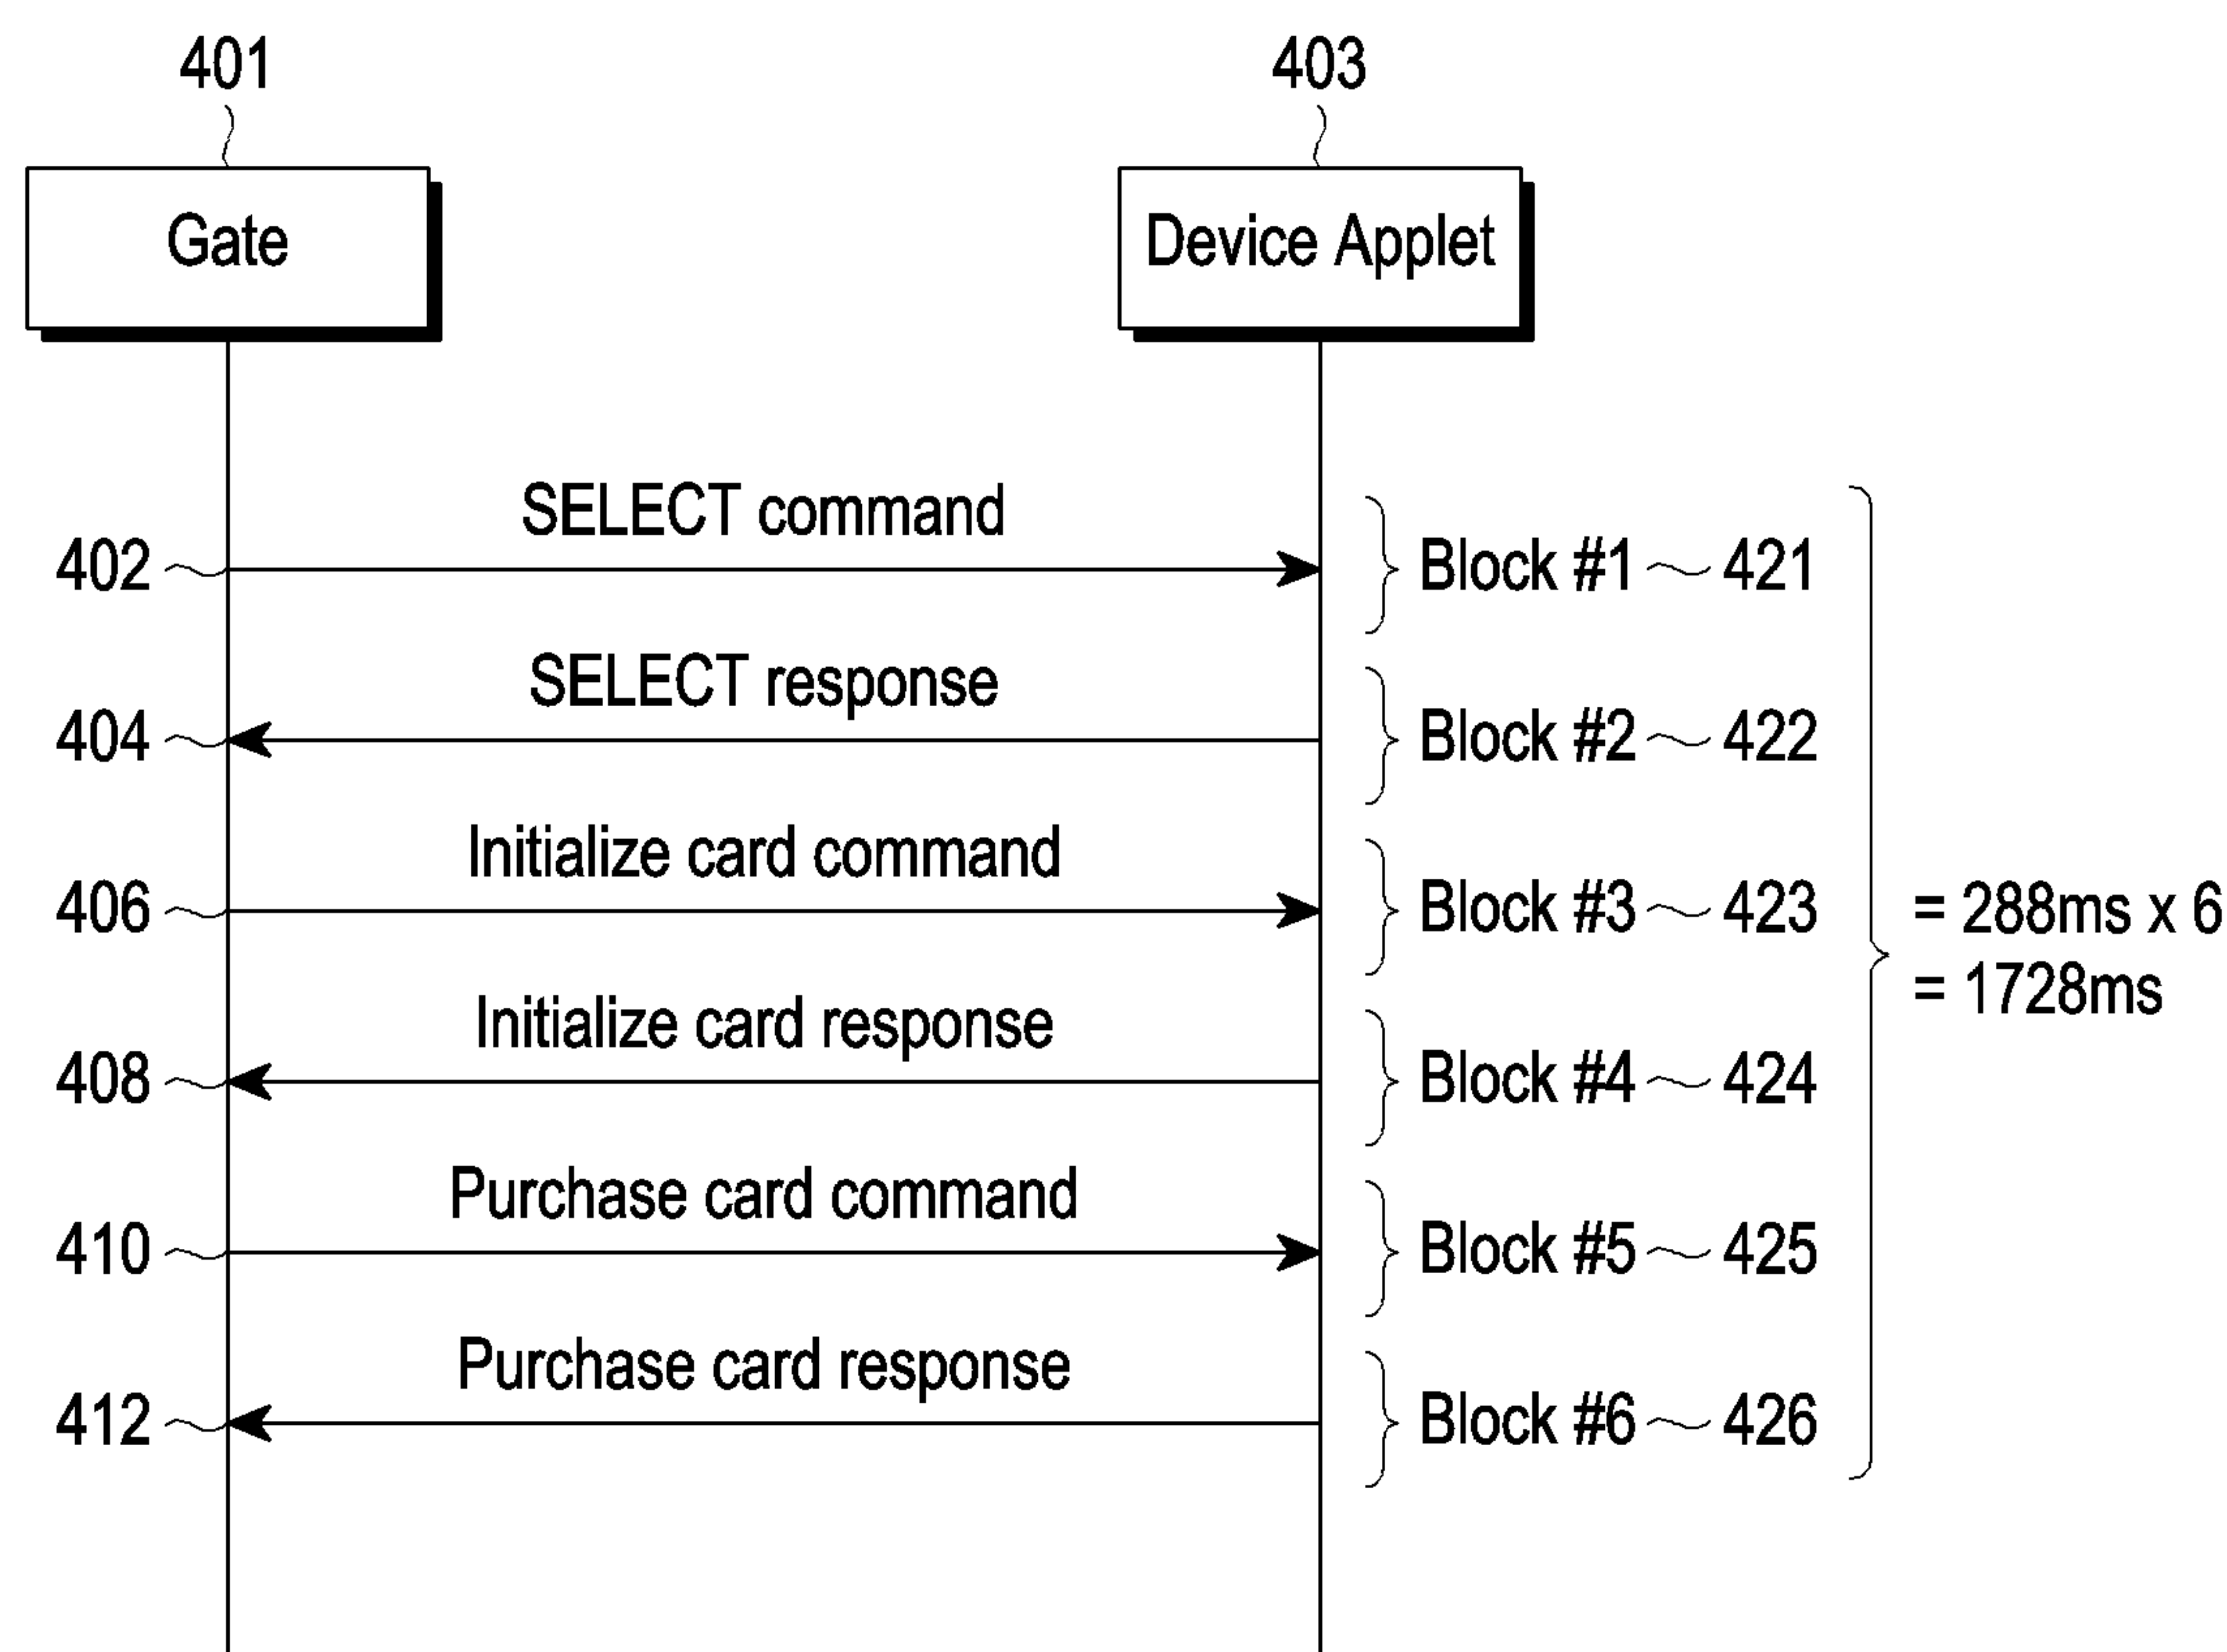 401
403
Gate
Device Applet
SELECT command
402
Block #1
421
SELECT response
404
Block #2
422
Initialize card command
406
Block #3
423
= 288ms x 6
= 1728ms
Initialize card response
408
Block #4
424
Purchase card command
410
Block #5
425
Purchase card response
412
Block #6
426